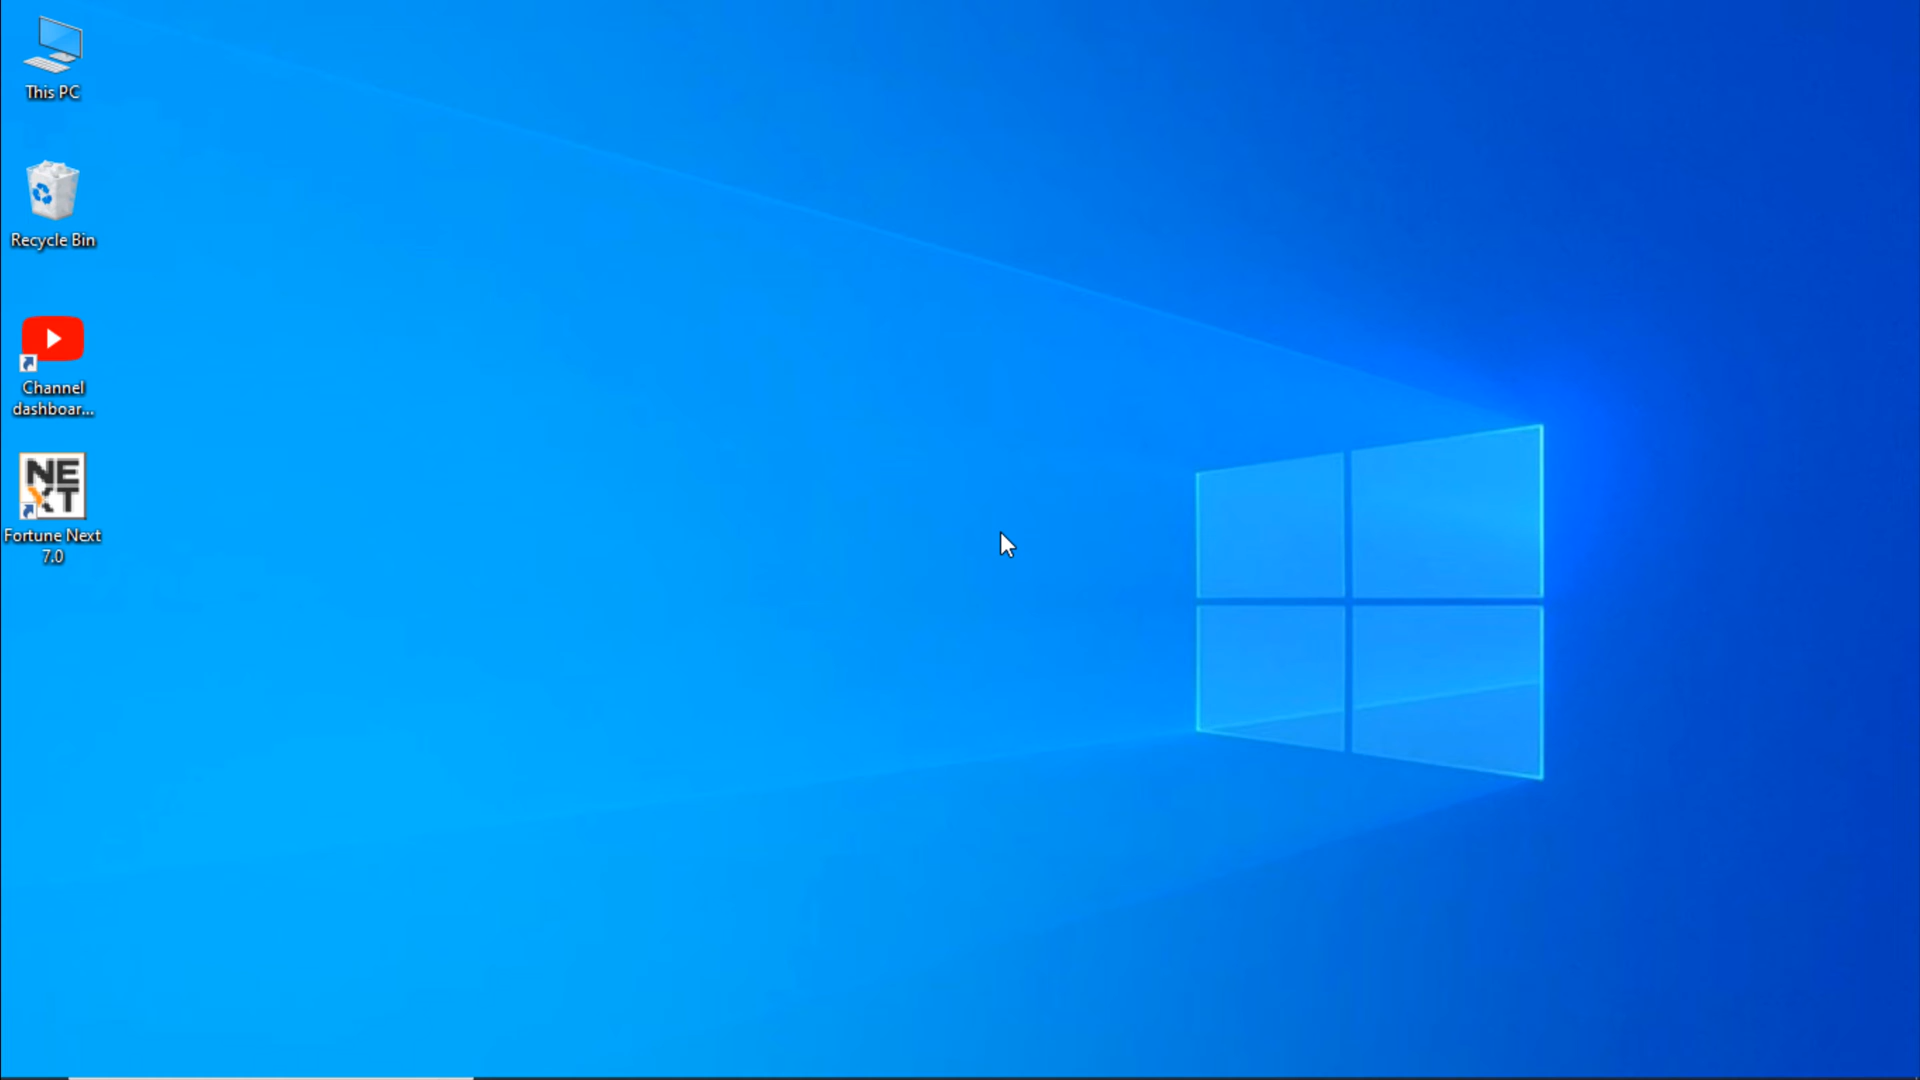 This PC
Recycle Bin
Channel
dashboar...
NE
XT
Fortune Next
7.0